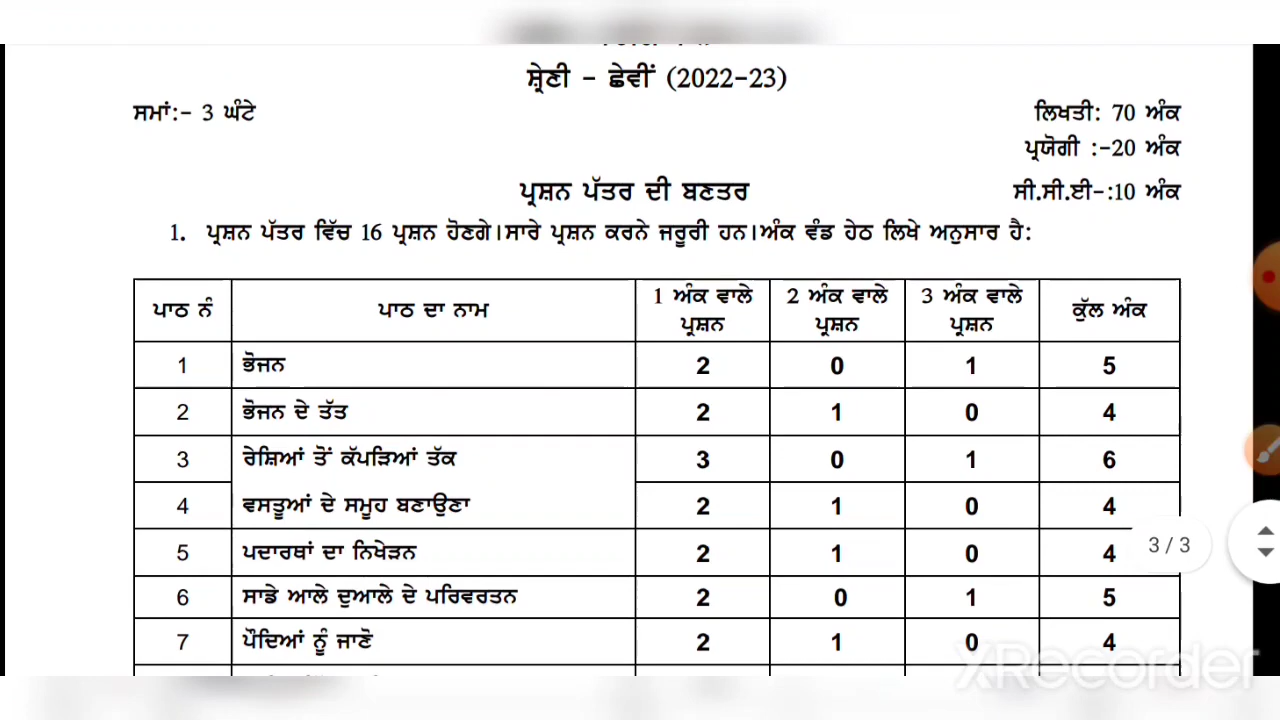 ਸ਼੍ਰੇਣੀ - ਛੇਵੀਂ (2022-23)
ਸਮਾਂ:- 3 ਘੰਟੇ ਲਿਖਤੀ: 70 ਅੰਕ
ਪ੍ਰਯੋਗੀ :-20 ਅੰਕ
ਪ੍ਰਸ਼ਨ ਪੱਤਰ ਦੀ ਬਣਤਰ ਸੀ.ਸੀ.ਈ-:10 ਅੰਕ
1. ਪ੍ਰਸ਼ਨ ਪੱਤਰ ਵਿੱਚ 16 ਪ੍ਰਸ਼ਨ ਹੋਣਗੇ।ਸਾਰੇ ਪ੍ਰਸ਼ਨ ਕਰਨੇ ਜਰੂਰੀ ਹਨ।ਅੰਕ ਵੰਡ ਹੇਠ ਲਿਖੇ ਅਨੁਸਾਰ ਹੈ:
ਪਾਠ ਨੰ ਪਾਠ ਦਾ ਨਾਮ 1 ਅੰਕ ਵਾਲੇ ਪ੍ਰਸ਼ਨ 2 ਅੰਕ ਵਾਲੇ ਪ੍ਰਸ਼ਨ 3 ਅੰਕ ਵਾਲੇ ਪ੍ਰਸ਼ਨ ਕੁੱਲ ਅੰਕ
1 ਭੋਜਨ 2 0 1 5
2 ਭੋਜਨ ਦੇ ਤੱਤ 2 1 0 4
3 ਰੇਸ਼ਿਆਂ ਤੋਂ ਕੱਪੜਿਆਂ ਤੱਕ 3 0 1 6
4 ਵਸਤੂਆਂ ਦੇ ਸਮੂਹ ਬਣਾਉਣਾ 2 1 0 4
5 ਪਦਾਰਥਾਂ ਦਾ ਨਿਖੇੜਨ 2 1 0 4
3/3
6 ਸਾਡੇ ਆਲੇ ਦੁਆਲੇ ਦੇ ਪਰਿਵਰਤਨ 2 0 1 5
7 ਪੌਦਿਆਂ ਨੂੰ ਜਾਣੋ 2 1 0 4
XRecorder